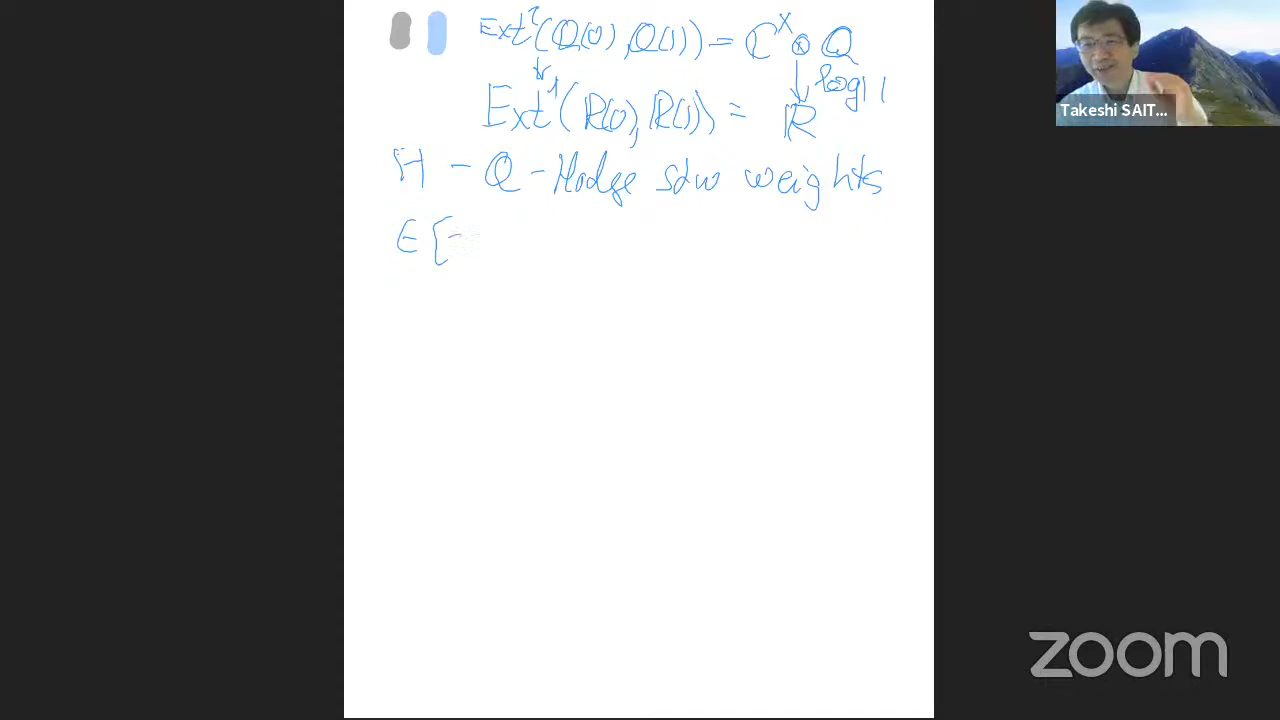 Ext¹(Q(0), Q(1)) = C^× ⊗ Q
↓ ↓ log| |
Ext¹(R(0), R(1)) = R
H - Q - Hodge str w weights
∈ [-
Takeshi SAIT...
zoom